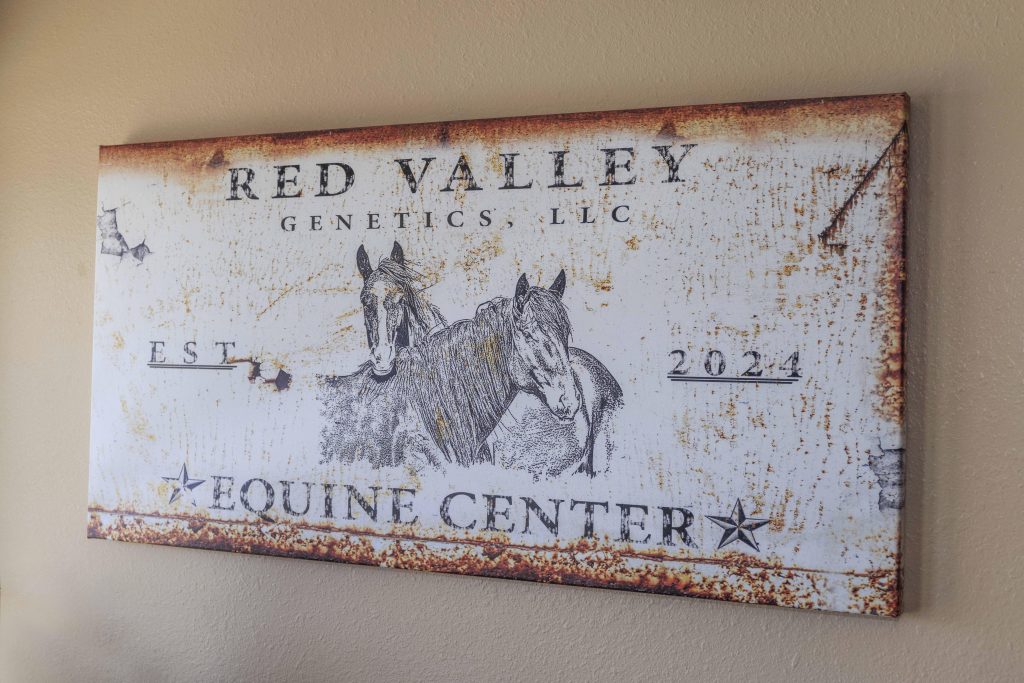 RED VALLEY
GENETICS, LLC
EST 2024
EQUINE CENTER